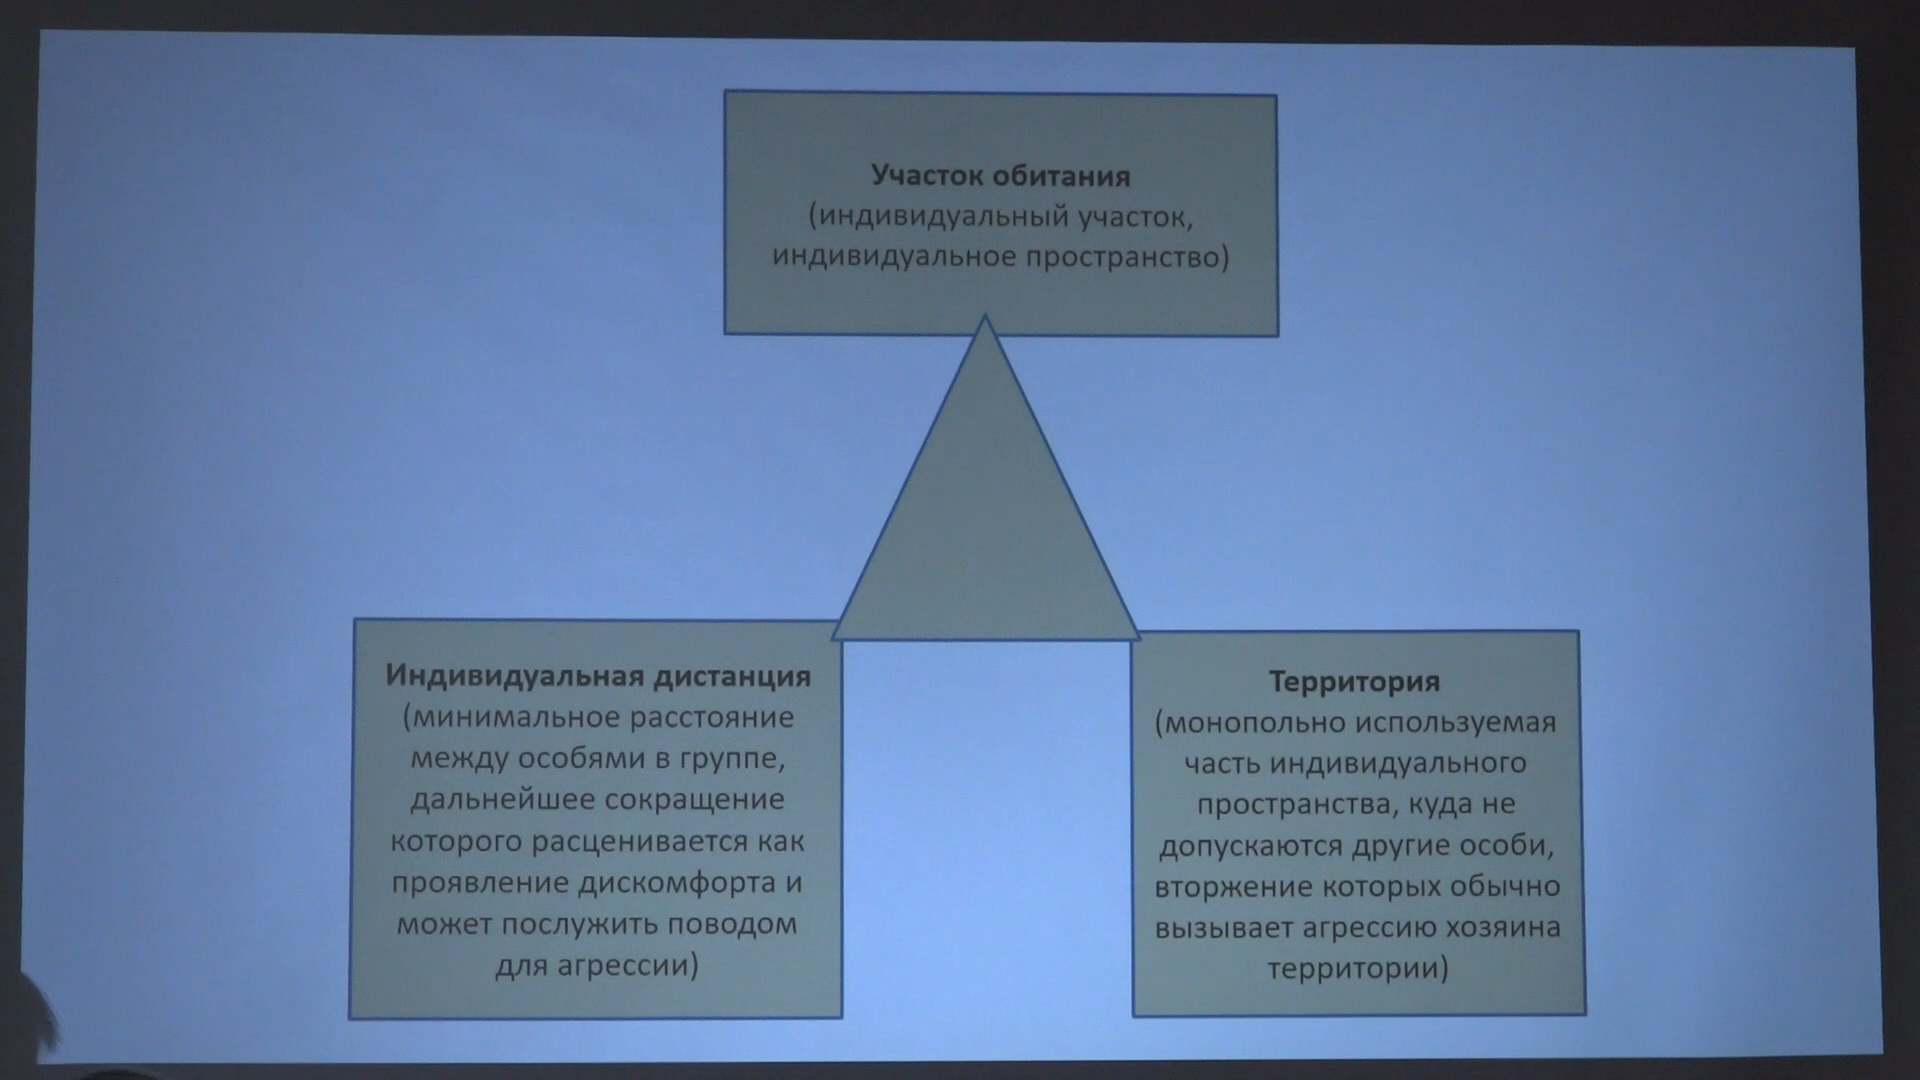 Участок обитания
(индивидуальный участок,
индивидуальное пространство)
Индивидуальная дистанция
(минимальное расстояние
между особями в группе,
дальнейшее сокращение
которого расценивается как
проявление дискомфорта и
может послужить поводом
для агрессии)
Территория
(монопольно используемая
часть индивидуального
пространства, куда не
допускаются другие особи,
вторжение которых обычно
вызывает агрессию хозяина
территории)